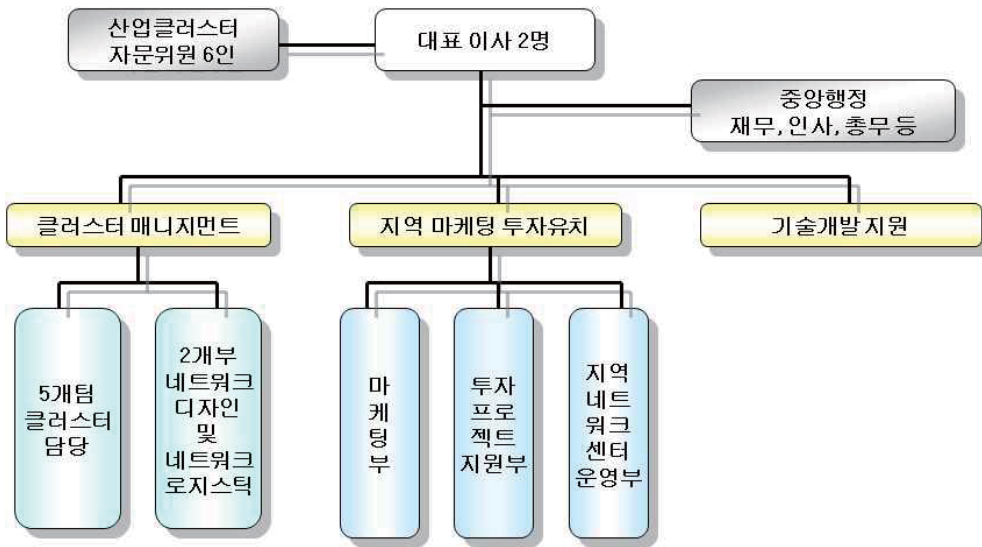 산업클러스터
자문위원 6인
대표 이사 2명
중앙행정
재무, 인사, 총무 등
클러스터 매니지먼트
지역 마케팅 투자유치
기술개발 지원
5개팀
클러스터
담당
2개부
네트워크
디자인
및
네트워크
로지스틱
마
케
팅
부
투자
프로
젝트
지원부
지역
네트
워크
센터
운영부